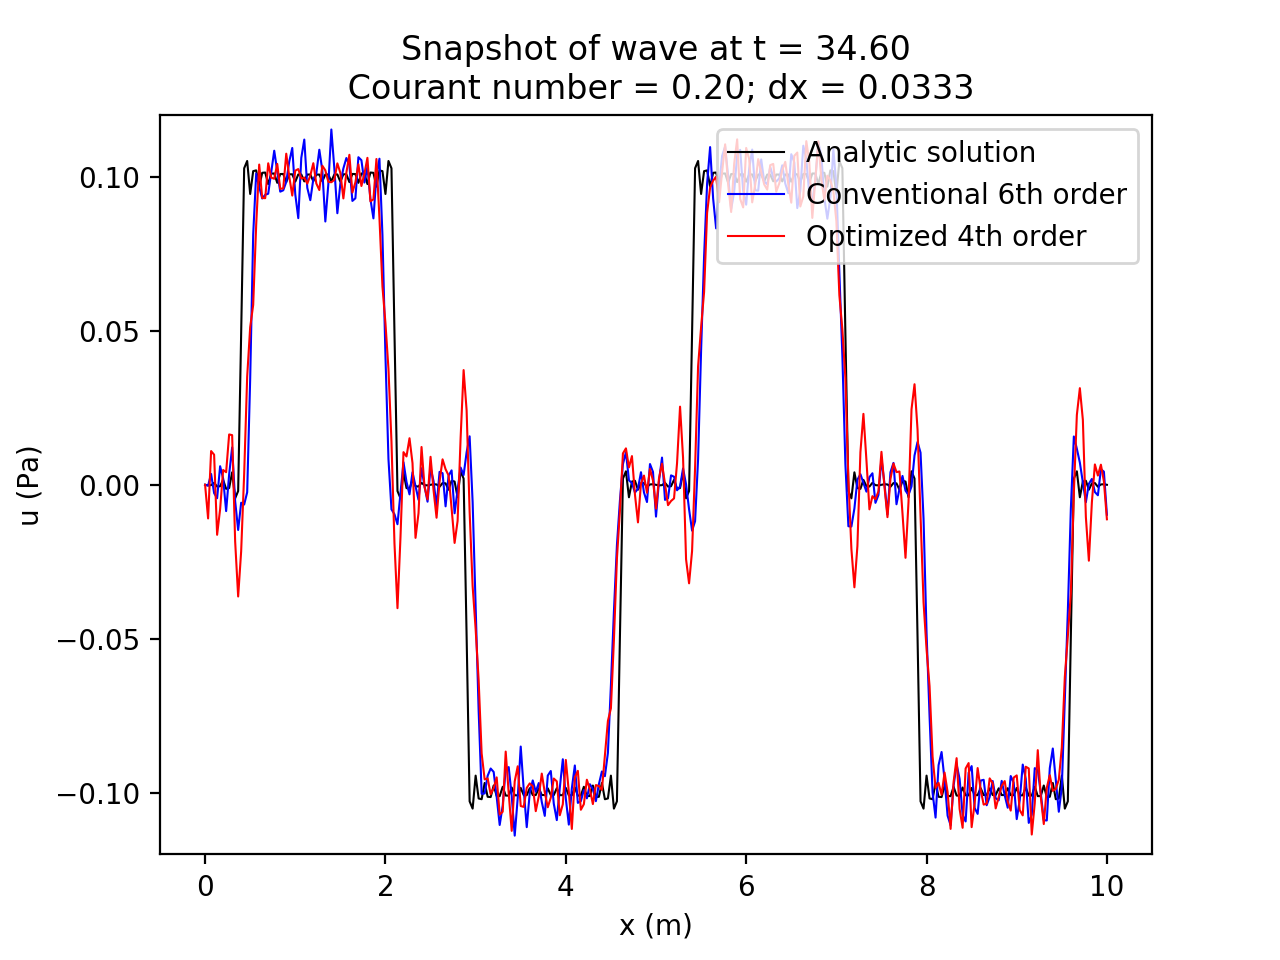 Snapshot of wave at t = 34.60
Courant number = 0.20; dx = 0.0333
Analytic solution
Conventional 6th order
Optimized 4th order
0.10
0.05
0.00
−0.05
−0.10
u (Pa)
0 2 4 6 8 10
x (m)